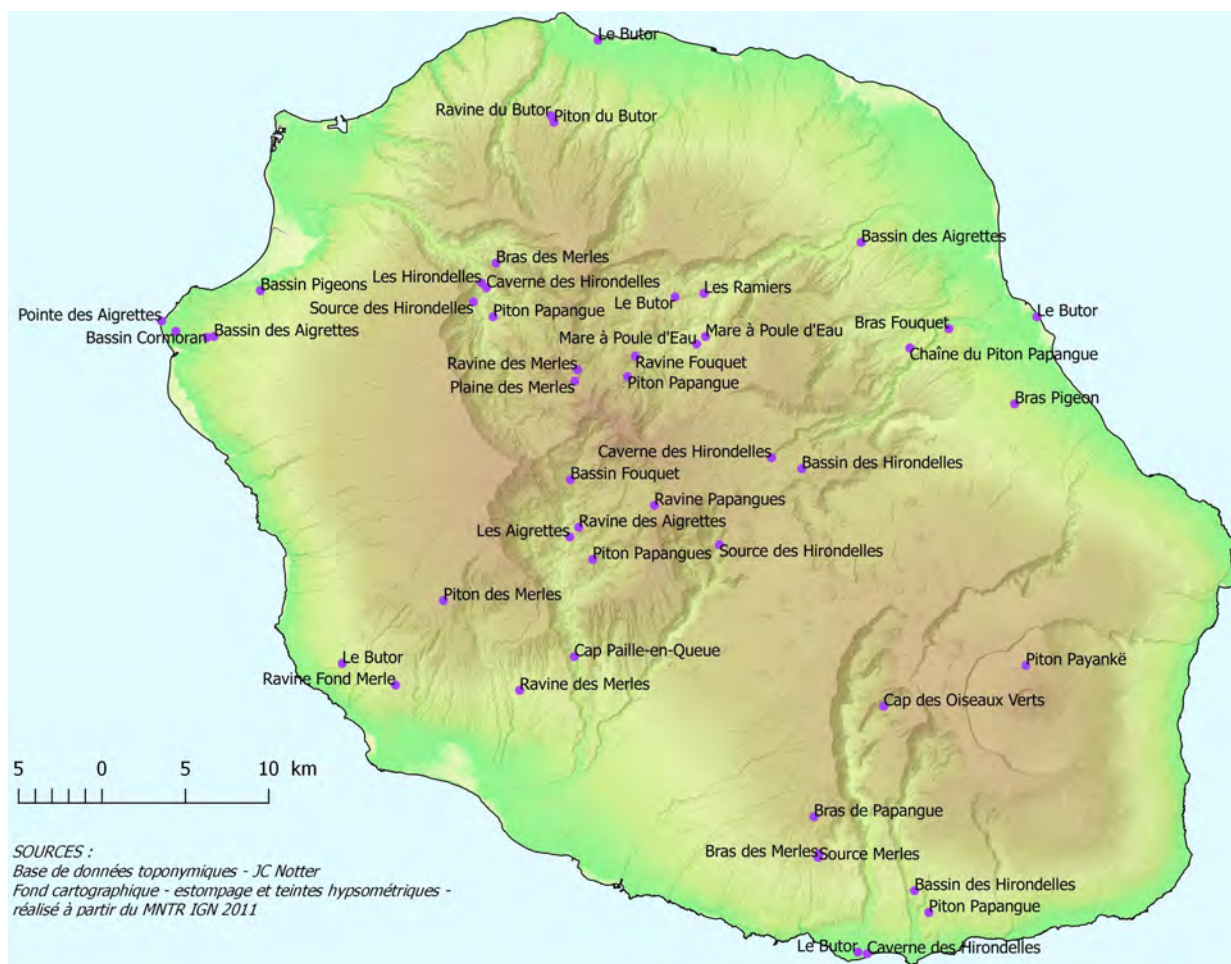 Le Butor
Ravine du Butor
Piton du Butor
Bassin des Aigrettes
Bras des Merles
Les Hirondelles
Caverne des Hirondelles
Bassin Pigeons
Source des Hirondelles
Le Butor
Les Ramiers
Piton Papangue
Pointe des Aigrettes
Bassin Cormoran
Bassin des Aigrettes
Mare à Poule d'Eau
Mare à Poule d'Eau
Bras Fouquet
Le Butor
Chaîne du Piton Papangue
Ravine des Merles
Ravine Fouquet
Plaine des Merles
Piton Papangue
Bras Pigeon
Caverne des Hirondelles
Bassin des Hirondelles
Bassin Fouquet
Ravine Papangues
Les Aigrettes
Ravine des Aigrettes
Piton Papangues
Source des Hirondelles
Piton des Merles
Le Butor
Cap Paille-en-Queue
Piton Payankë
Ravine Fond Merle
Ravine des Merles
Cap des Oiseaux Verts
5 0 5 10 km
Bras de Papangue
Bras des Merles
Source Merles
SOURCES :
Base de données toponymiques - JC Notter
Fond cartographique - estompage et teintes hypsométriques -
réalisé à partir du MNTR IGN 2011
Bassin des Hirondelles
Piton Papangue
Le Butor
Caverne des Hirondelles